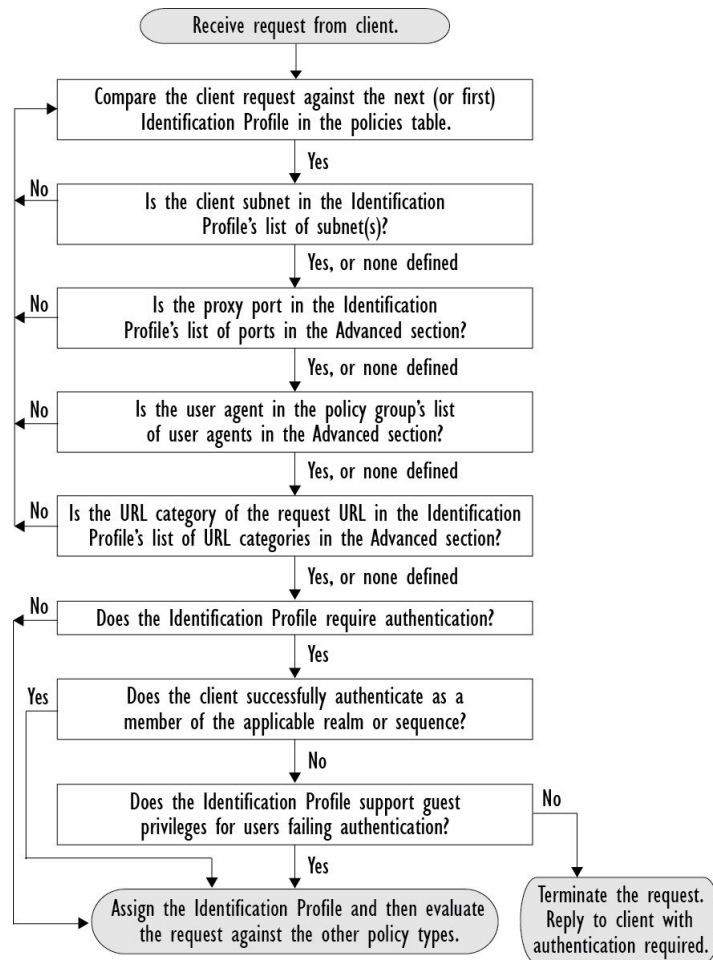 Receive request from client.
Compare the client request against the next (or first)
Identification Profile in the policies table.
Yes
No
Is the client subnet in the Identification
Profile's list of subnet(s)?
Yes, or none defined
No
Is the proxy port in the Identification
Profile's list of ports in the Advanced section?
Yes, or none defined
No
Is the user agent in the policy group's list
of user agents in the Advanced section?
Yes, or none defined
No
Is the URL category of the request URL in the Identification
Profile's list of URL categories in the Advanced section?
Yes, or none defined
No
Does the Identification Profile require authentication?
Yes
Yes
Does the client successfully authenticate as a
member of the applicable realm or sequence?
No
Does the Identification Profile support guest
privileges for users failing authentication?
No
Yes
Assign the Identification Profile and then evaluate
the request against the other policy types.
Terminate the request.
Reply to client with
authentication required.